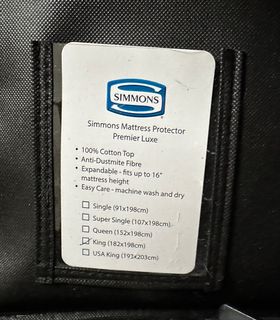 SIMMONS
Simmons Mattress Protector
Premier Luxe
• 100% Cotton Top
• Anti-Dustmite Fibre
• Expandable - fits up to 16"
mattress height
• Easy Care - machine wash and dry
Single (91x198cm)
Super Single (107x198cm)
Queen (152x198cm)
King (182x198cm)
USA King (193x203cm)